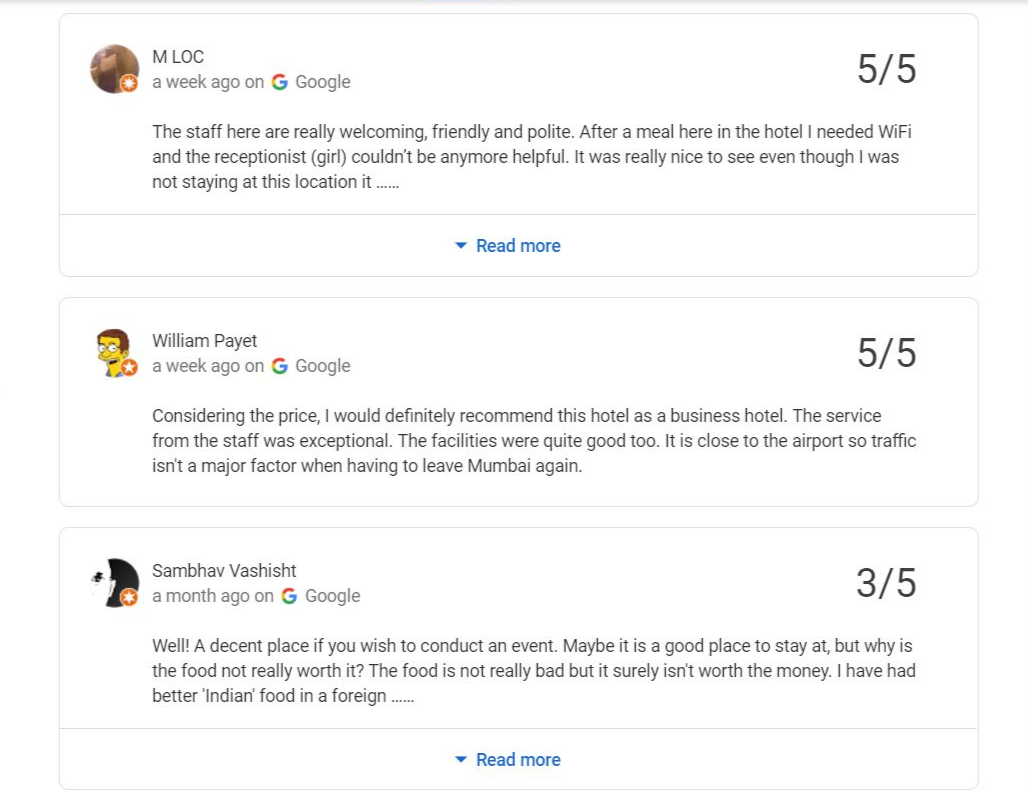 M LOC
5/5
a week ago on Google
The staff here are really welcoming, friendly and polite. After a meal here in the hotel I needed WiFi
and the receptionist (girl) couldn't be anymore helpful. It was really nice to see even though I was
not staying at this location it ......
Read more
William Payet
5/5
a week ago on Google
Considering the price, I would definitely recommend this hotel as a business hotel. The service
from the staff was exceptional. The facilities were quite good too. It is close to the airport so traffic
isn't a major factor when having to leave Mumbai again.
Sambhav Vashisht
3/5
a month ago on Google
Well! A decent place if you wish to conduct an event. Maybe it is a good place to stay at, but why is
the food not really worth it? The food is not really bad but it surely isn't worth the money. I have had
better 'Indian' food in a foreign ......
Read more